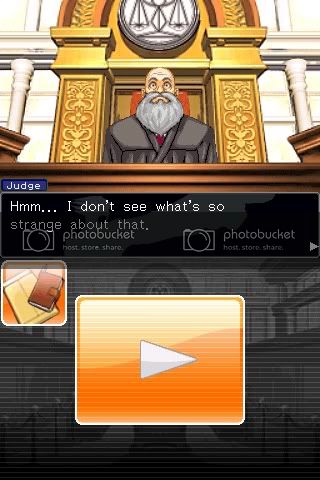 Judge
Hmm... I don't see what's so
strange about that.
photobucket
host. store. share.
photobucket
host. store. share.